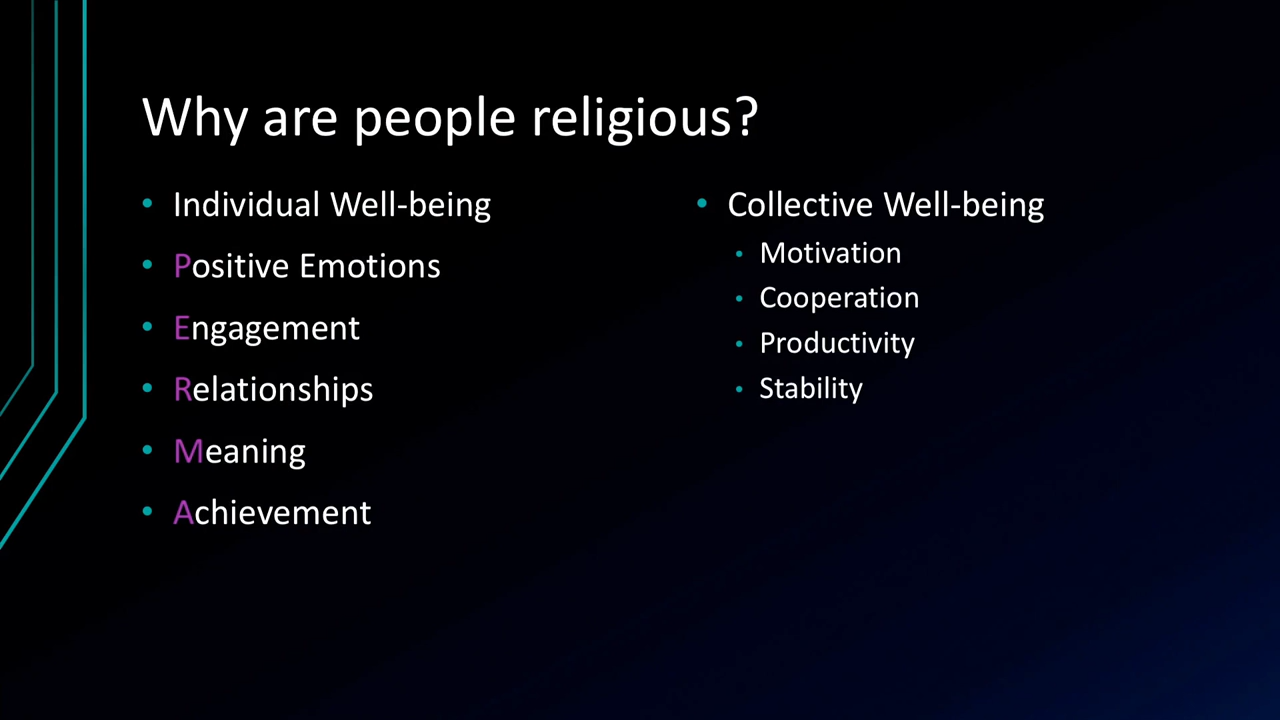 Why are people religious?
• Individual Well-being
• Positive Emotions
• Engagement
• Relationships
• Meaning
• Achievement
• Collective Well-being
• Motivation
• Cooperation
• Productivity
• Stability